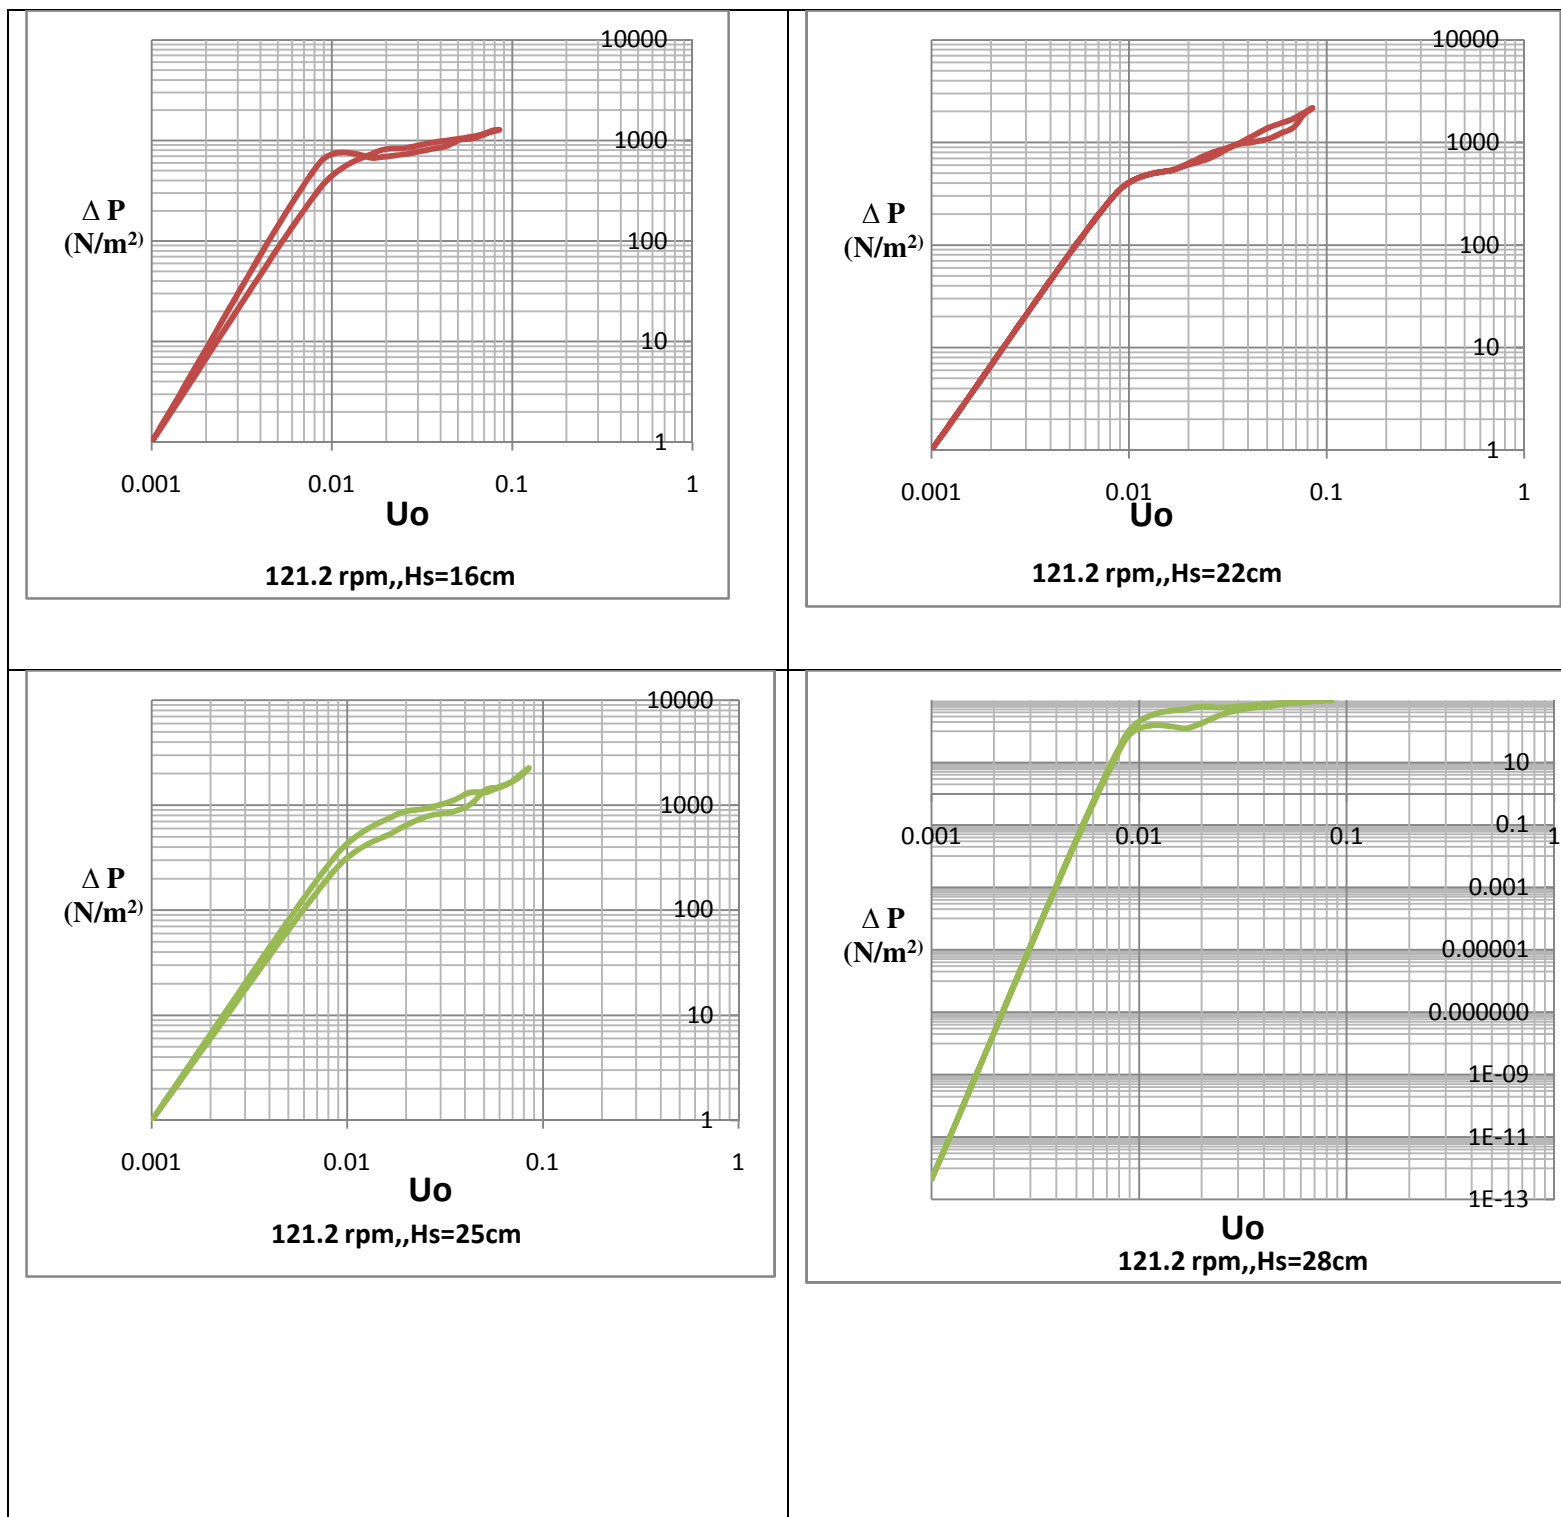 10000
1000
100
10
1
Δ P
(N/m²)
0.001 0.01 0.1 1
Uo
121.2 rpm,,Hs=16cm
10000
1000
100
10
1
Δ P
(N/m²)
0.001 0.01 0.1 1
Uo
121.2 rpm,,Hs=22cm
10000
1000
100
10
1
Δ P
(N/m²)
0.001 0.01 0.1 1
Uo
121.2 rpm,,Hs=25cm
10
0.1
0.001 0.01 0.1 1
0.001
0.00001
0.000000
1E-09
1E-11
1E-13
Δ P
(N/m²)
Uo
121.2 rpm,,Hs=28cm